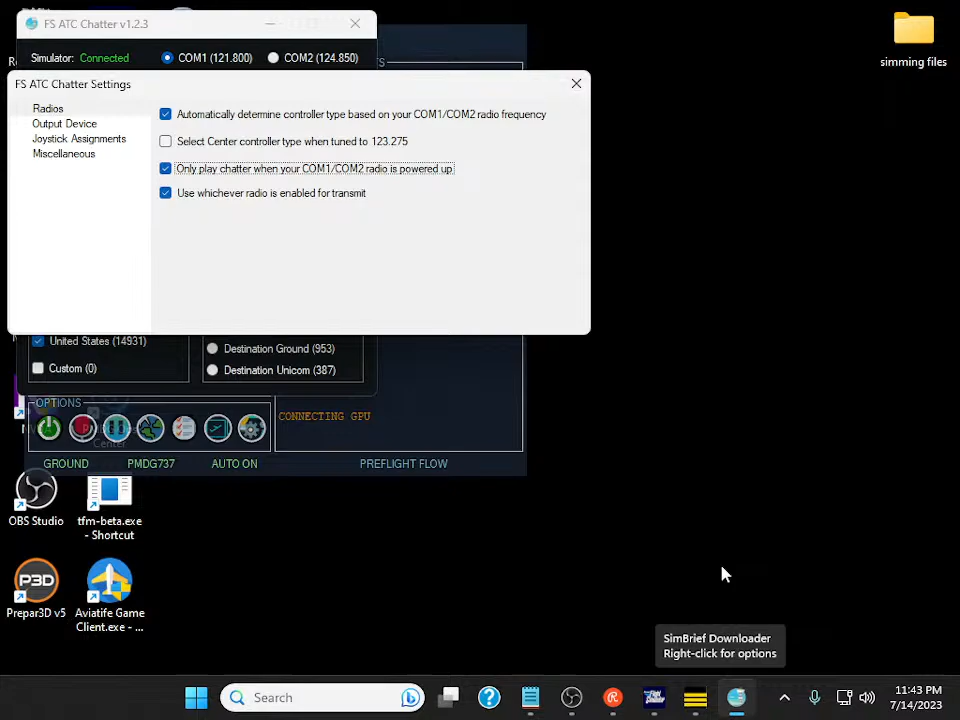 FS ATC Chatter v1.2.3
Simulator: Connected
COM1 (121.800)
COM2 (124.850)
simming files
FS ATC Chatter Settings
Radios
Output Device
Joystick Assignments
Miscellaneous
Automatically determine controller type based on your COM1/COM2 radio frequency
Select Center controller type when tuned to 123.275
Only play chatter when your COM1/COM2 radio is powered up
Use whichever radio is enabled for transmit
United States (14931)
Custom (0)
Destination Ground (953)
Destination Unicom (387)
OPTIONS
CONNECTING GPU
Center
GROUND
PMDG737
AUTO ON
PREFLIGHT FLOW
OBS Studio
tfm-beta.exe
- Shortcut
P3D
Prepar3D v5
Aviatife Game
Client.exe - ...
SimBrief Downloader
Right-click for options
Search
11:43 PM
7/14/2023